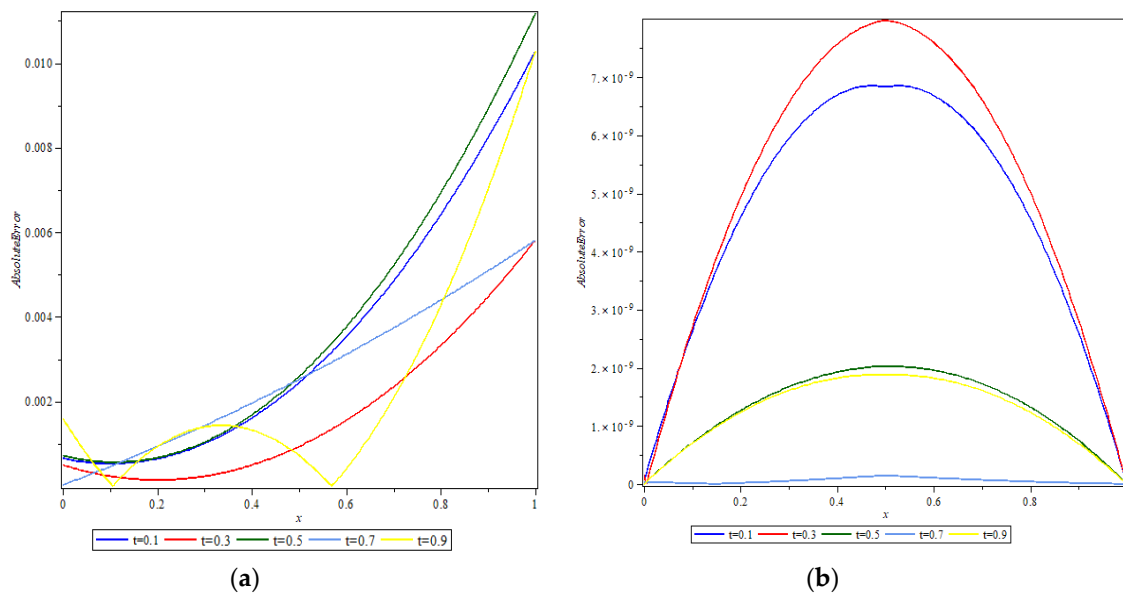 0.010
0.008
0.006
0.004
0.002
AbsoluteError
0 0.2 0.4 0.6 0.8 1
x
t=0.1 t=0.3 t=0.5 t=0.7 t=0.9
(a)
7. × 10⁻⁹
6. × 10⁻⁹
5. × 10⁻⁹
4. × 10⁻⁹
3. × 10⁻⁹
2. × 10⁻⁹
1. × 10⁻⁹
0
AbsoluteError
0 0.2 0.4 0.6 0.8
x
t=0.1 t=0.3 t=0.5 t=0.7 t=0.9
(b)